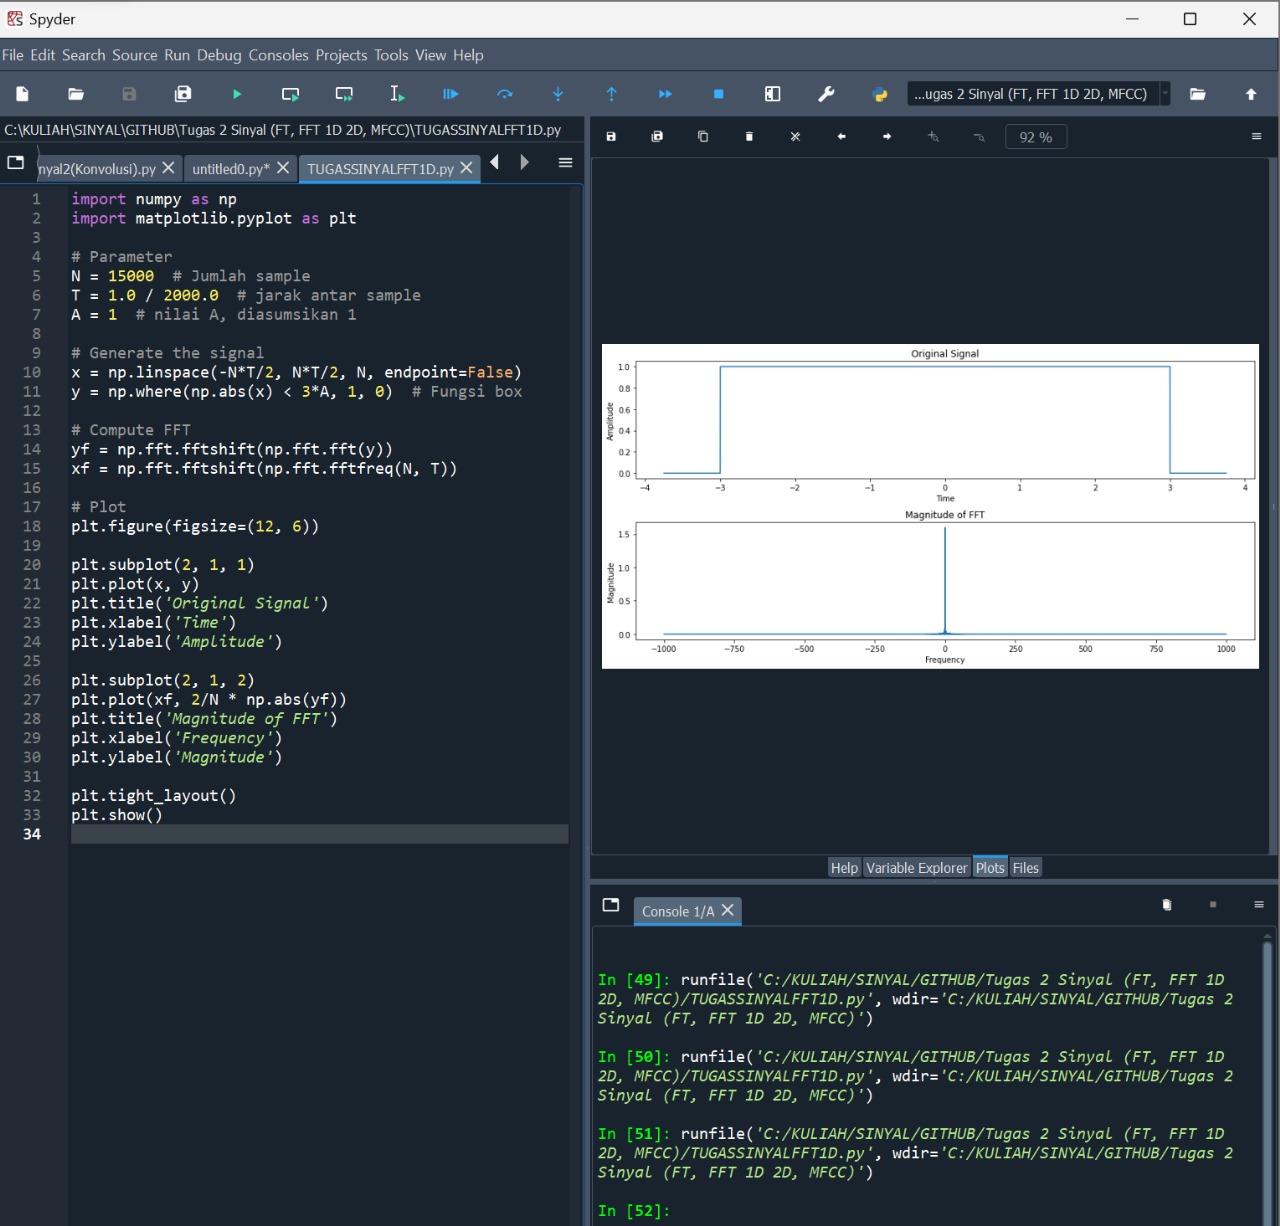 Spyder
File Edit Search Source Run Debug Consoles Projects Tools View Help
...ugas 2 Sinyal (FT, FFT 1D 2D, MFCC)
C:\KULIAH\SINYAL\GITHUB\Tugas 2 Sinyal (FT, FFT 1D 2D, MFCC)\TUGASSINYALFFT1D.py
nyal2(Konvolusi).py
untitled0.py*
TUGASSINYALFFT1D.py
1 import numpy as np
2 import matplotlib.pyplot as plt
3
4 # Parameter
5 N = 15000  # Jumlah sample
6 T = 1.0 / 2000.0  # jarak antar sample
7 A = 1  # nilai A, diasumsikan 1
8
9 # Generate the signal
10 x = np.linspace(-N*T/2, N*T/2, N, endpoint=False)
11 y = np.where(np.abs(x) < 3*A, 1, 0)  # Fungsi box
12
13 # Compute FFT
14 yf = np.fft.fftshift(np.fft.fft(y))
15 xf = np.fft.fftshift(np.fft.fftfreq(N, T))
16
17 # Plot
18 plt.figure(figsize=(12, 6))
19
20 plt.subplot(2, 1, 1)
21 plt.plot(x, y)
22 plt.title('Original Signal')
23 plt.xlabel('Time')
24 plt.ylabel('Amplitude')
25
26 plt.subplot(2, 1, 2)
27 plt.plot(xf, 2/N * np.abs(yf))
28 plt.title('Magnitude of FFT')
29 plt.xlabel('Frequency')
30 plt.ylabel('Magnitude')
31
32 plt.tight_layout()
33 plt.show()
34
92 %
Original Signal
Amplitude
1.0
0.8
0.6
0.4
0.2
0.0
−4 −3 −2 −1 0 1 2 3 4
Time
Magnitude of FFT
Magnitude
1.5
1.0
0.5
0.0
−1000 −750 −500 −250 0 250 500 750 1000
Frequency
Help Variable Explorer Plots Files
Console 1/A
In [49]: runfile('C:/KULIAH/SINYAL/GITHUB/Tugas 2 Sinyal (FT, FFT 1D
2D, MFCC)/TUGASSINYALFFT1D.py', wdir='C:/KULIAH/SINYAL/GITHUB/Tugas 2
Sinyal (FT, FFT 1D 2D, MFCC)')
In [50]: runfile('C:/KULIAH/SINYAL/GITHUB/Tugas 2 Sinyal (FT, FFT 1D
2D, MFCC)/TUGASSINYALFFT1D.py', wdir='C:/KULIAH/SINYAL/GITHUB/Tugas 2
Sinyal (FT, FFT 1D 2D, MFCC)')
In [51]: runfile('C:/KULIAH/SINYAL/GITHUB/Tugas 2 Sinyal (FT, FFT 1D
2D, MFCC)/TUGASSINYALFFT1D.py', wdir='C:/KULIAH/SINYAL/GITHUB/Tugas 2
Sinyal (FT, FFT 1D 2D, MFCC)')
In [52]: